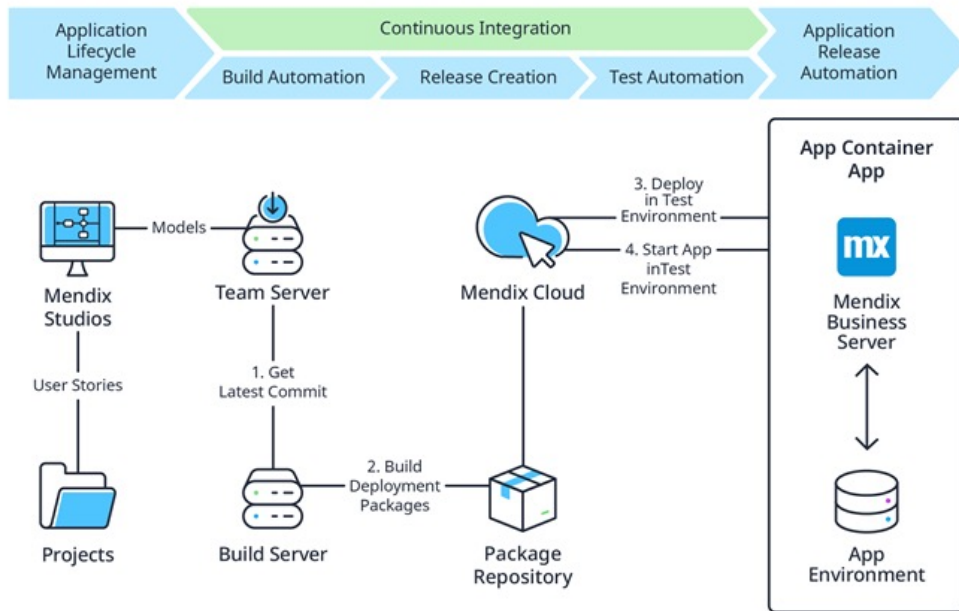 Application
Lifecycle
Management
Continuous Integration
Build Automation
Release Creation
Test Automation
Application
Release
Automation
App Container
App
3. Deploy
in Test
Environment
4. Start App
inTest
Environment
mx
Models
Mendix
Studios
Team Server
Mendix Cloud
Mendix
Business
Server
User Stories
1. Get
Latest Commit
2. Build
Deployment
Packages
Projects
Build Server
Package
Repository
App
Environment